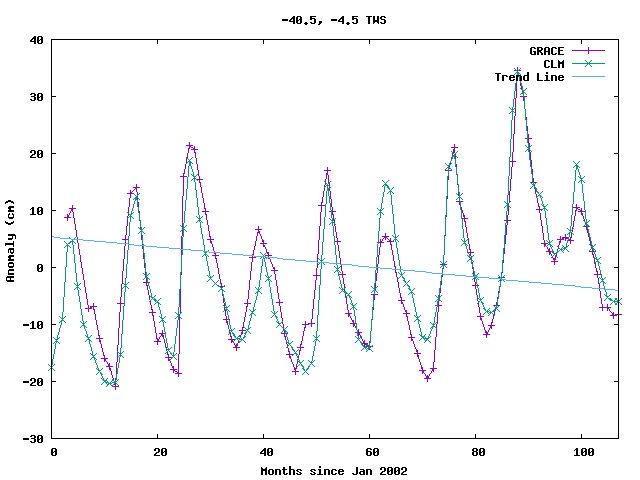 -40.5, -4.5 TWS
40
30
20
10
0
-10
-20
-30
Anomaly (cm)
GRACE
CLM
Trend Line
0 20 40 60 80 100
Months since Jan 2002